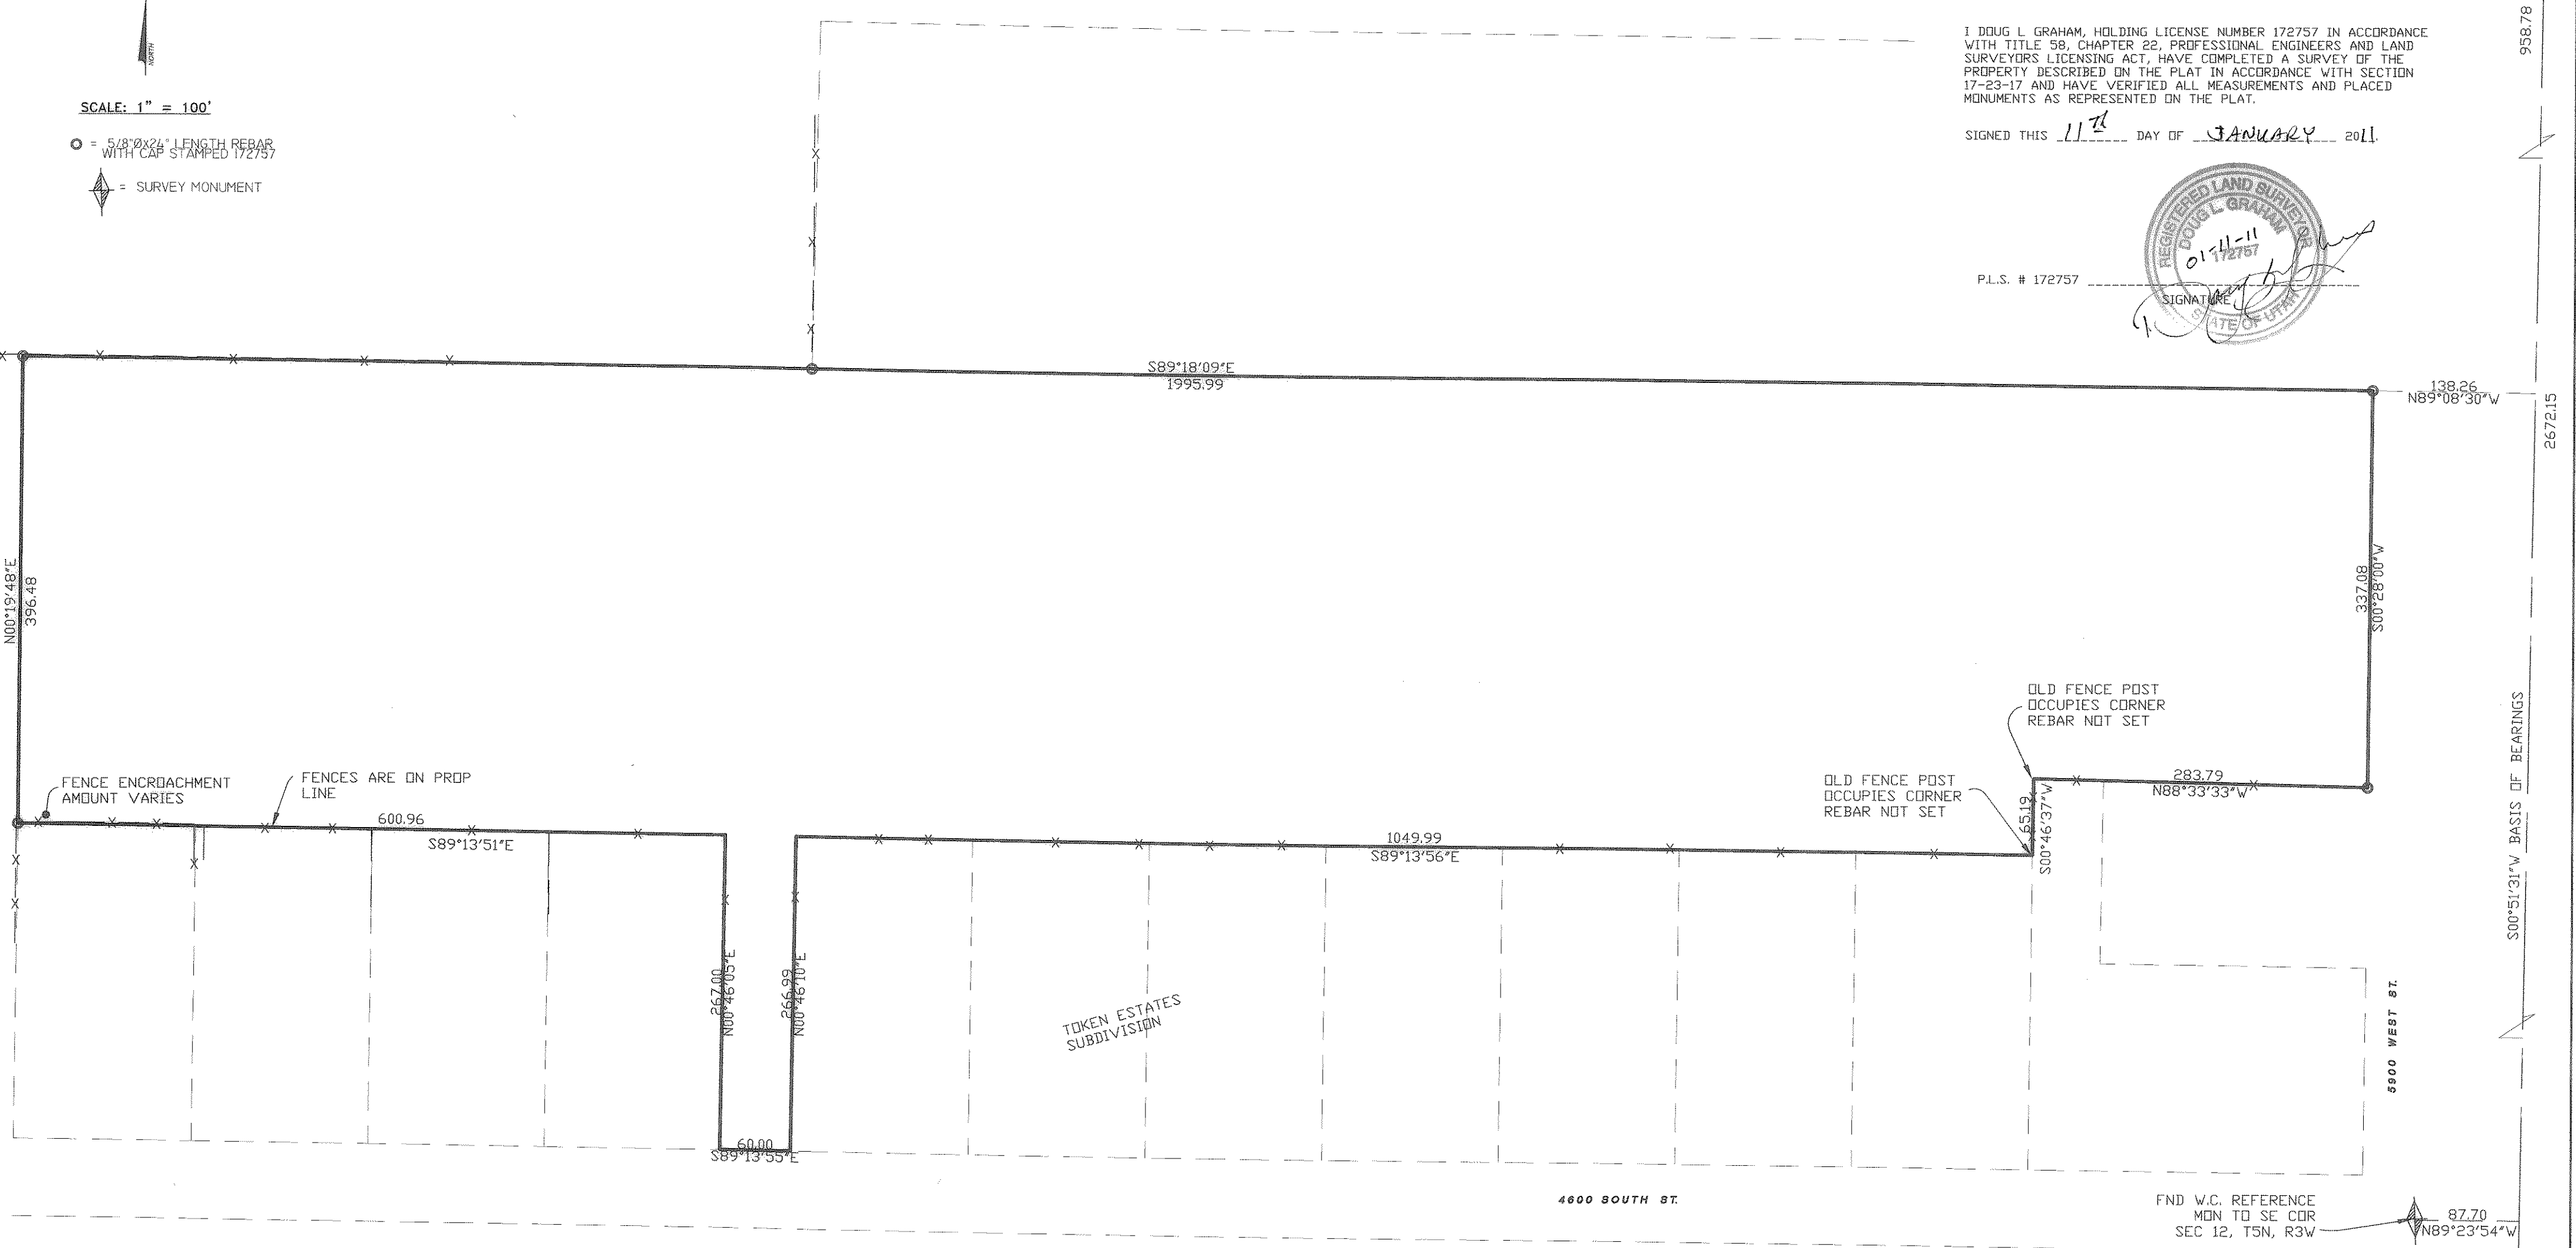 NORTH
SCALE: 1" = 100'
= 5/8"Øx24" LENGTH REBAR
WITH CAP STAMPED 172757
= SURVEY MONUMENT
I DOUG L GRAHAM, HOLDING LICENSE NUMBER 172757 IN ACCORDANCE
WITH TITLE 58, CHAPTER 22, PROFESSIONAL ENGINEERS AND LAND
SURVEYORS LICENSING ACT, HAVE COMPLETED A SURVEY OF THE
PROPERTY DESCRIBED ON THE PLAT IN ACCORDANCE WITH SECTION
17-23-17 AND HAVE VERIFIED ALL MEASUREMENTS AND PLACED
MONUMENTS AS REPRESENTED ON THE PLAT.
SIGNED THIS 11th DAY OF JANUARY 2011.
REGISTERED LAND SURVEYOR
DOUG L. GRAHAM
01-11-11
172757
STATE OF UTAH
P.L.S. # 172757
SIGNATURE
958.78
S89°18'09"E
1995.99
138.26
N89°08'30"W
2672.15
N00°19'48"E
396.48
337.08
S00°28'00"W
OLD FENCE POST
OCCUPIES CORNER
REBAR NOT SET
FENCE ENCROACHMENT
AMOUNT VARIES
FENCES ARE ON PROP
LINE
OLD FENCE POST
OCCUPIES CORNER
REBAR NOT SET
283.79
N88°33'33"W
65.19
S00°46'37"W
600.96
S89°13'51"E
1049.99
S89°13'56"E
S00°51'31"W BASIS OF BEARINGS
267.00
N00°46'05"E
266.99
N00°46'10"E
TOKEN ESTATES
SUBDIVISION
5900 WEST ST.
60.00
S89°13'55"E
4600 SOUTH ST.
FND W.C. REFERENCE
MON TO SE COR
SEC 12, T5N, R3W
87.70
N89°23'54"W